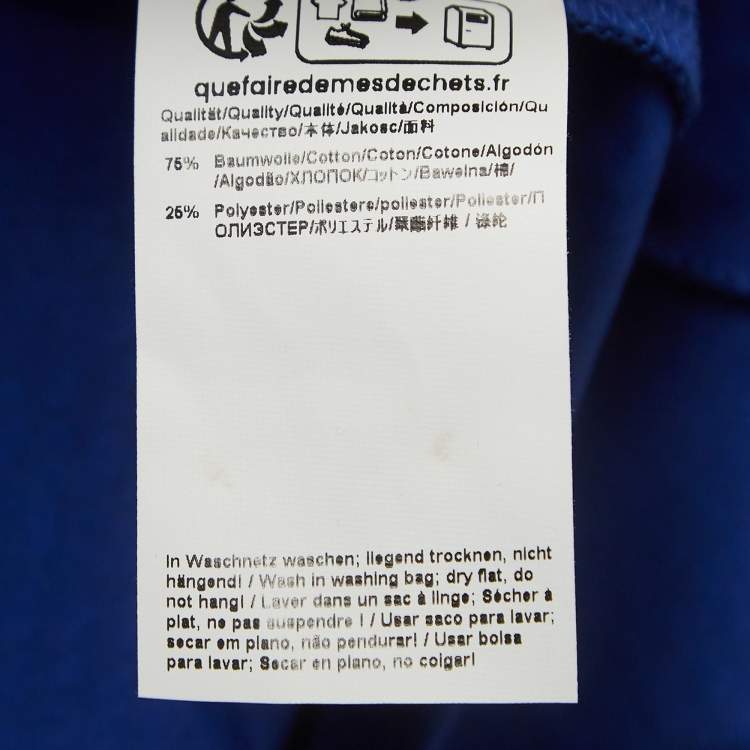 quefairedemesdechets.fr
Qualität/Quality/Qualité/Qualità/Composición/Qu
alidade/Качество/本体/Jakosc/面料
75% Baumwolle/Cotton/Coton/Cotone/Algodón
/Algodão/ХЛОПОК/コットン/Bawelna/棉/
25% Polyester/Poliestere/poliester/Poliester/П
ОЛИЭСТЕР/ポリエステル/聚酯纤维 / 涤纶
In Waschnetz waschen; liegend trocknen, nicht
hängend! / Wash in washing bag; dry flat, do
not hang! / Laver dans un sac à linge; Sécher à
plat, ne pas suspendre ! / Usar saco para lavar;
secar em plano, não pendurar! / Usar bolsa
para lavar; Secar en plano, no colgar!